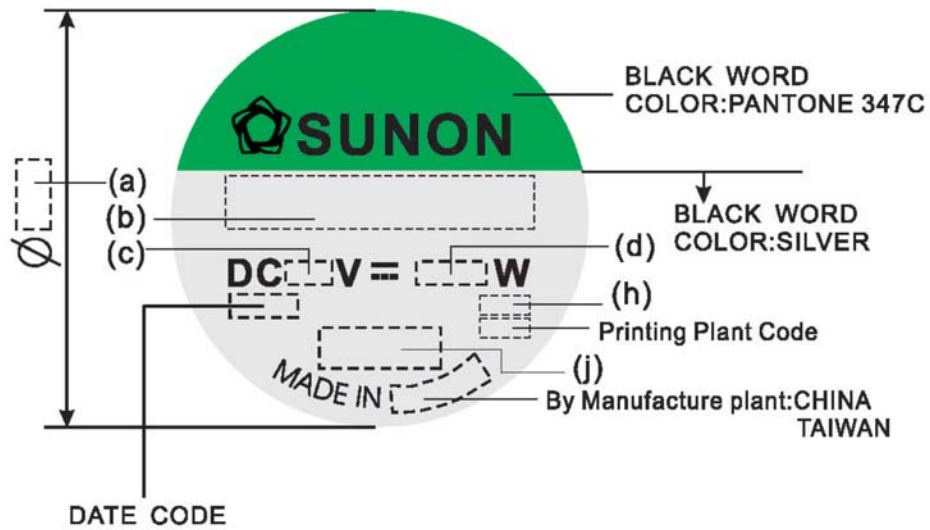 BLACK WORD
COLOR:PANTONE 347C
SUNON
(a)
(b)
BLACK WORD
COLOR:SILVER
Ø
(c)
(d)
DC V ⎓ W
(h)
Printing Plant Code
(j)
MADE IN
By Manufacture plant:CHINA
TAIWAN
DATE CODE